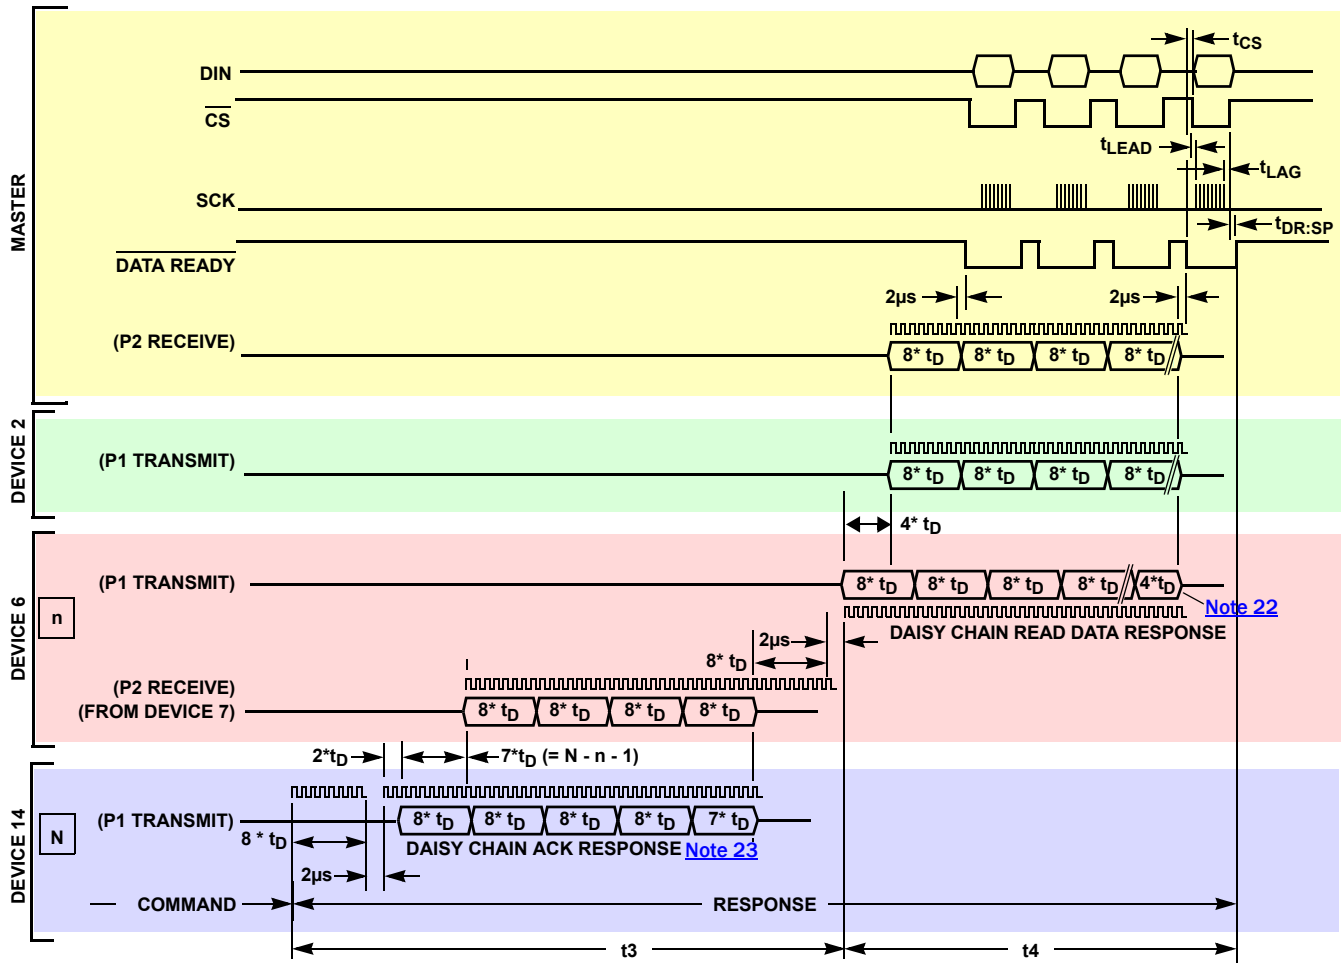 MASTER
DIN
tCS
CS
tLEAD
tLAG
SCK
tDR:SP
DATA READY
2µs
2µs
(P2 RECEIVE)
8* tD 8* tD 8* tD 8* tD
DEVICE 2
(P1 TRANSMIT)
8* tD 8* tD 8* tD 8* tD
4* tD
DEVICE 6
n
(P1 TRANSMIT)
8* tD 8* tD 8* tD 8* tD 4*tD
Note 22
DAISY CHAIN READ DATA RESPONSE
2µs
8* tD
(P2 RECEIVE)
(FROM DEVICE 7)
8* tD 8* tD 8* tD 8* tD
2*tD
7*tD (= N - n - 1)
DEVICE 14
N
(P1 TRANSMIT)
8* tD 8* tD 8* tD 8* tD 7* tD
8 * tD
DAISY CHAIN ACK RESPONSE Note 23
2µs
COMMAND
RESPONSE
t3
t4